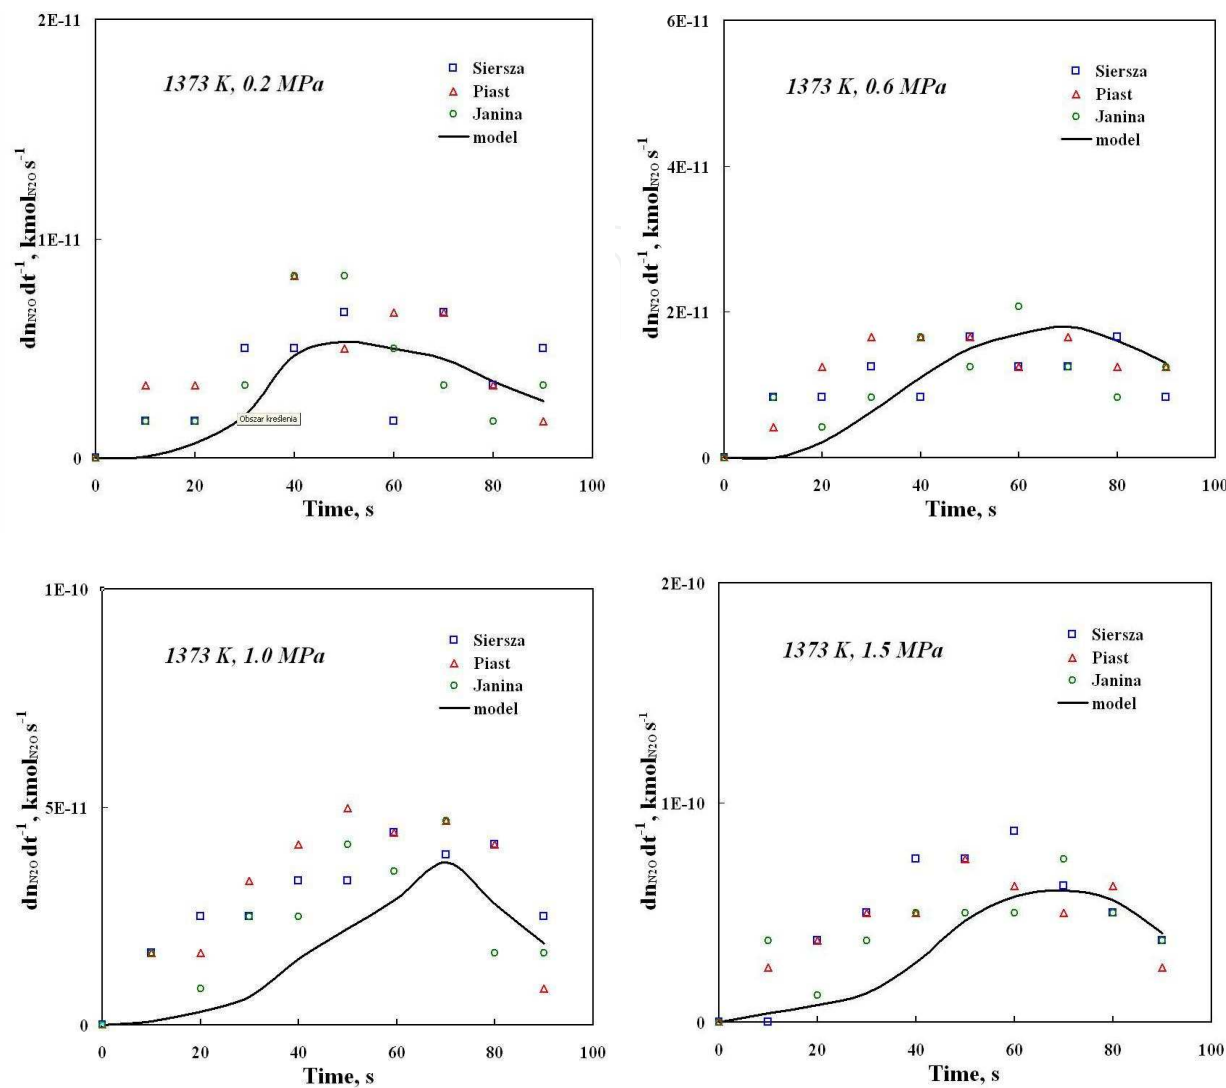 2E-11
1373 K, 0.2 MPa
Siersza
Piast
Janina
model
dnN2O dt⁻¹, kmolN2O s⁻¹
1E-11
Obszar kreślenia
0
0 20 40 60 80 100
Time, s
6E-11
1373 K, 0.6 MPa
Siersza
Piast
Janina
model
dnN2O dt⁻¹, kmolN2O s⁻¹
4E-11
2E-11
0
0 20 40 60 80 100
Time, s
1E-10
1373 K, 1.0 MPa
Siersza
Piast
Janina
model
dnN2O dt⁻¹, kmolN2O s⁻¹
5E-11
0
0 20 40 60 80 100
Time, s
2E-10
1373 K, 1.5 MPa
Siersza
Piast
Janina
model
dnN2O dt⁻¹, kmolN2O s⁻¹
1E-10
0
0 20 40 60 80 100
Time, s